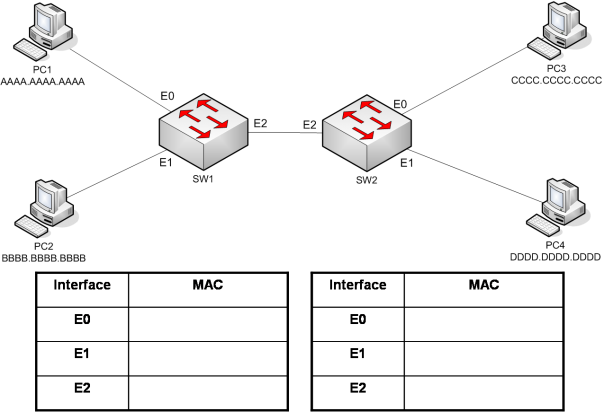 PC1
AAAA.AAAA.AAAA
PC3
CCCC.CCCC.CCCC
E0
E0
E2
E2
E1
E1
SW1
SW2
PC2
BBBB.BBBB.BBBB
PC4
DDDD.DDDD.DDDD
Interface MAC
E0
E1
E2
Interface MAC
E0
E1
E2